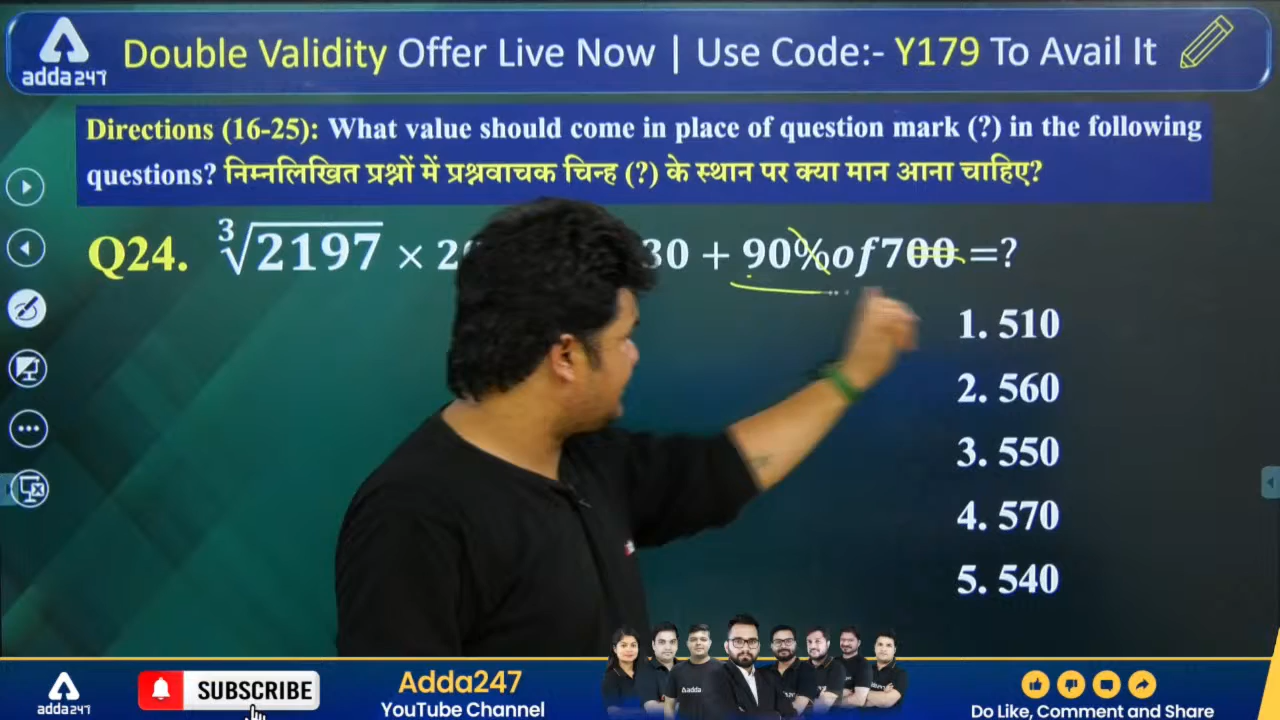 adda247
Double Validity Offer Live Now | Use Code:- Y179 To Avail It
Directions (16-25): What value should come in place of question mark (?) in the following
questions? निम्नलिखित प्रश्नों में प्रश्नवाचक चिन्ह (?) के स्थान पर क्या मान आना चाहिए?
Q24. ∛2197 × 2 30 + 90% of 700 =?
1. 510
2. 560
3. 550
4. 570
5. 540
adda247
SUBSCRIBE
Adda247
YouTube Channel
Do Like, Comment and Share